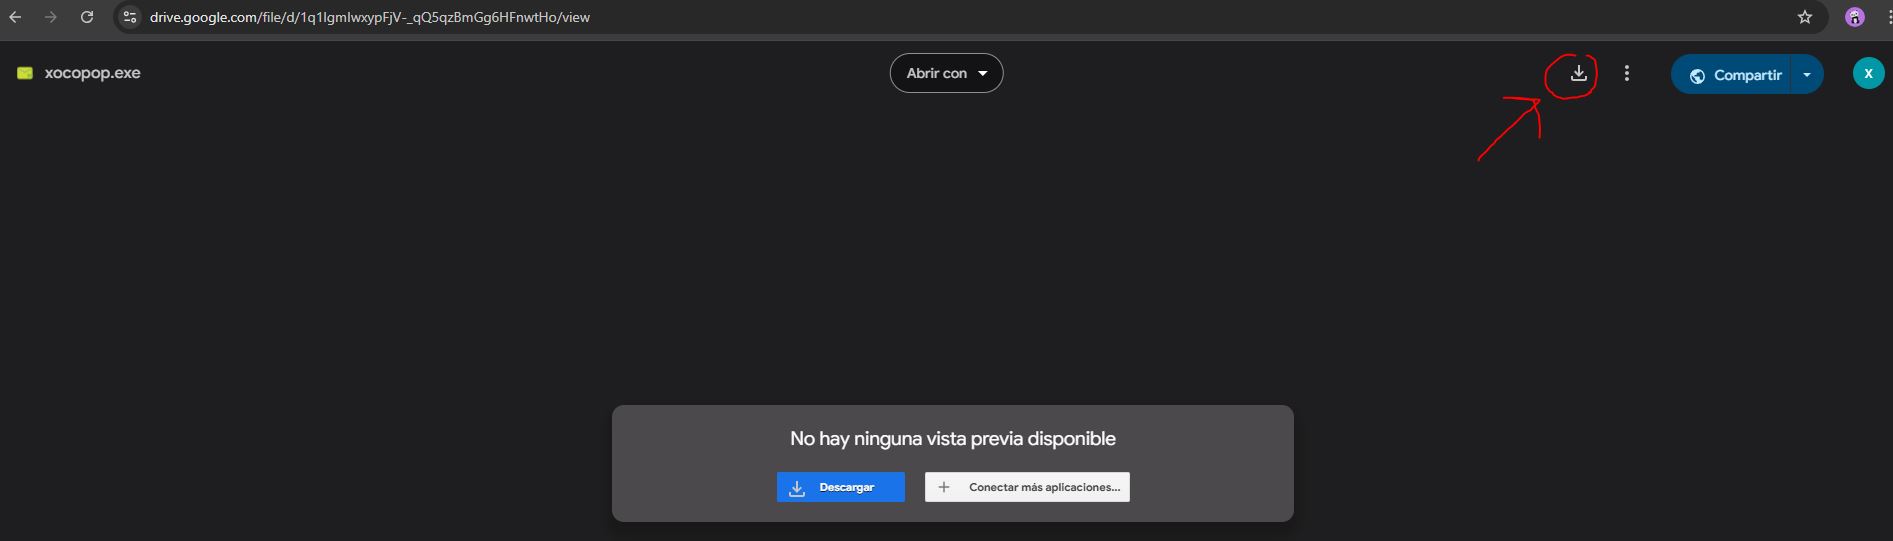 drive.google.com/file/d/1q1IgmIwxypFjV-_qQ5qzBmGg6HFnwtHo/view
xocopop.exe
Abrir con
Compartir
X
No hay ninguna vista previa disponible
Descargar
Conectar más aplicaciones...